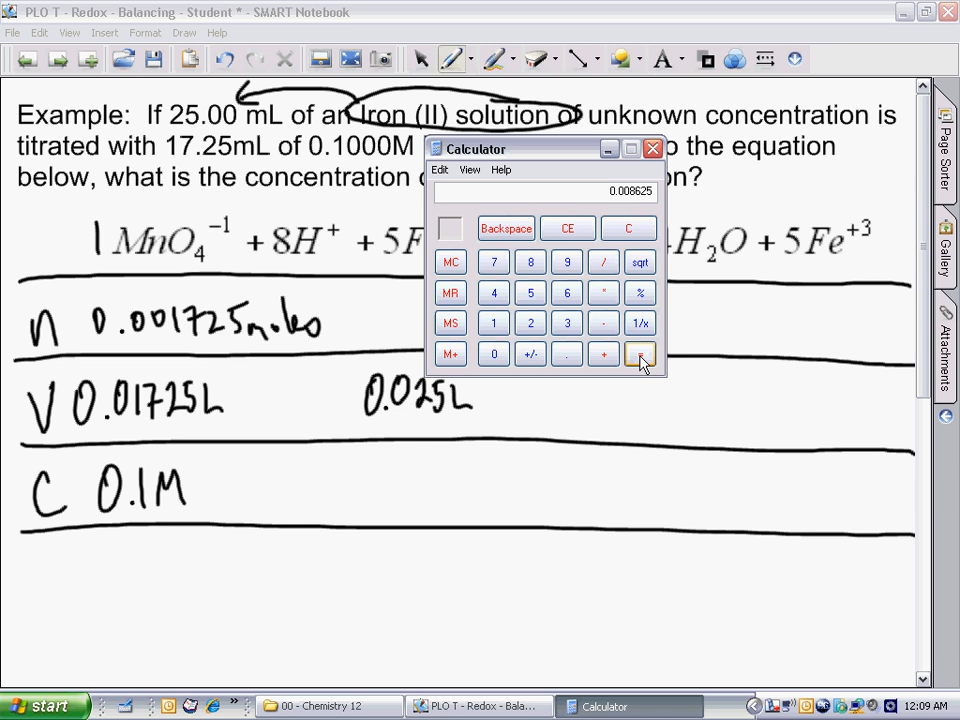 PLO T - Redox - Balancing - Student * - SMART Notebook
File Edit View Insert Format Draw Help
Example: If 25.00 mL of an Iron (II) solution of unknown concentration is
titrated with 17.25mL of 0.1000M o the equation
below, what is the concentration on?
1 MnO₄⁻¹ + 8H⁺ + 5F H₂O + 5Fe⁺³
n 0.001725moles
V 0.01725L 0.025L
C 0.1M
Calculator
Edit View Help
0.008625
Backspace CE C
MC 7 8 9 / sqrt
MR 4 5 6 * %
MS 1 2 3 - 1/x
M+ 0 +/- . + =
Page Sorter
Gallery
Attachments
start
00 - Chemistry 12
PLO T - Redox - Bala...
Calculator
12:09 AM